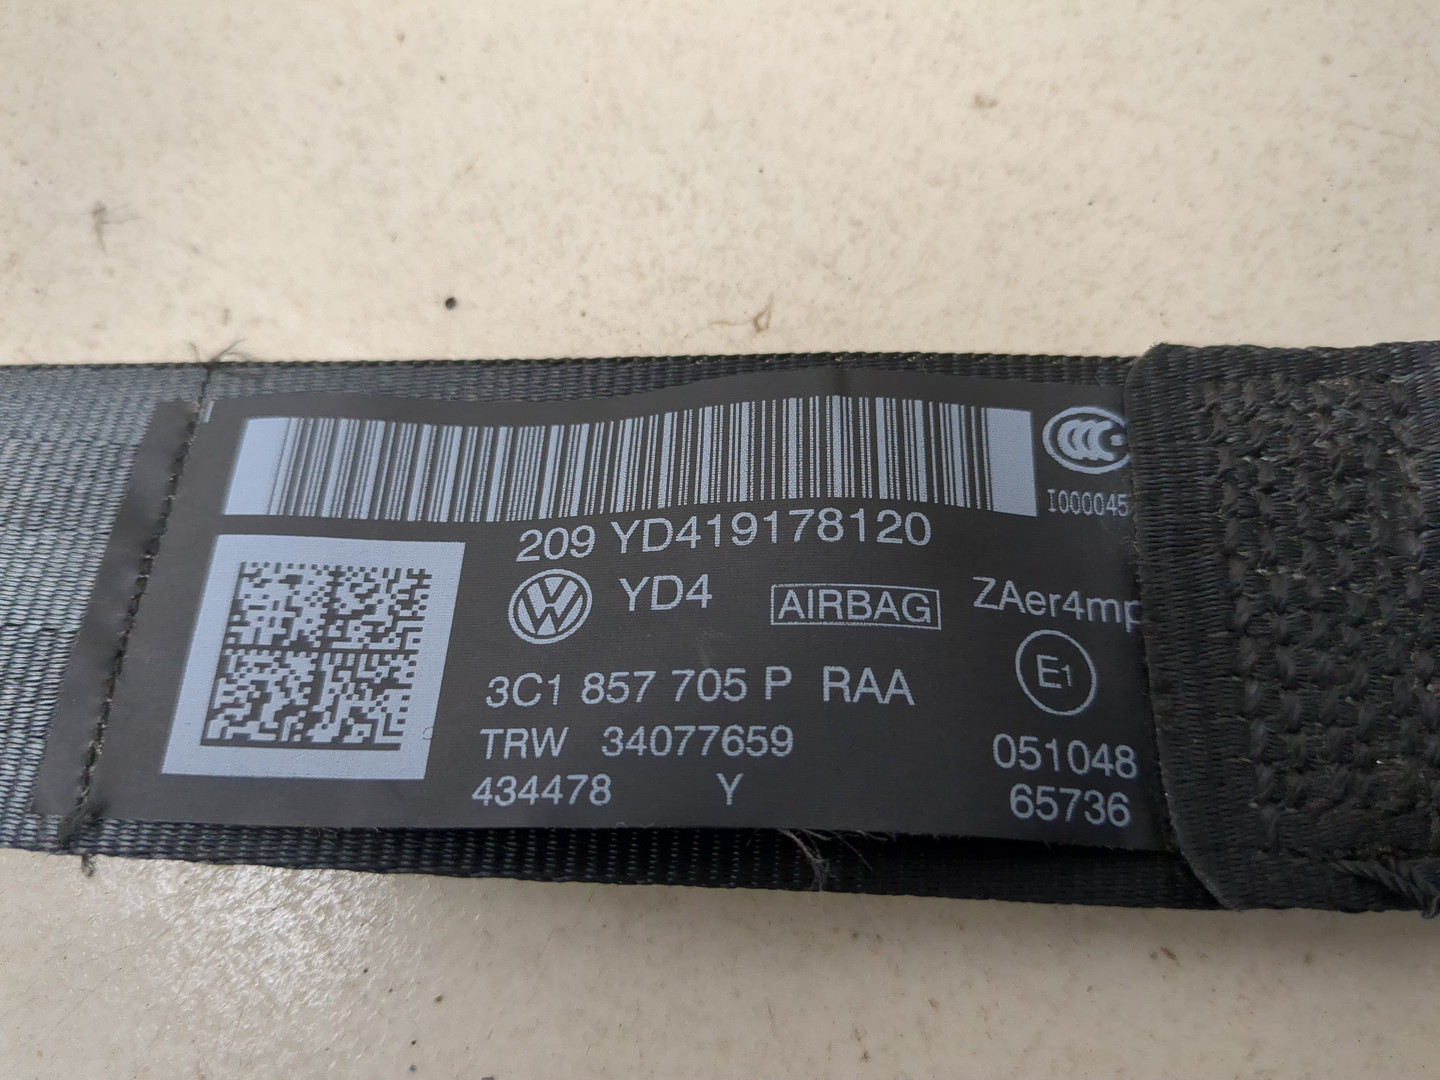 I000045
209 YD419178120
YD4 AIRBAG ZAer4mp
E1
3C1 857 705 P RAA
TRW 34077659
051048
434478 Y
65736